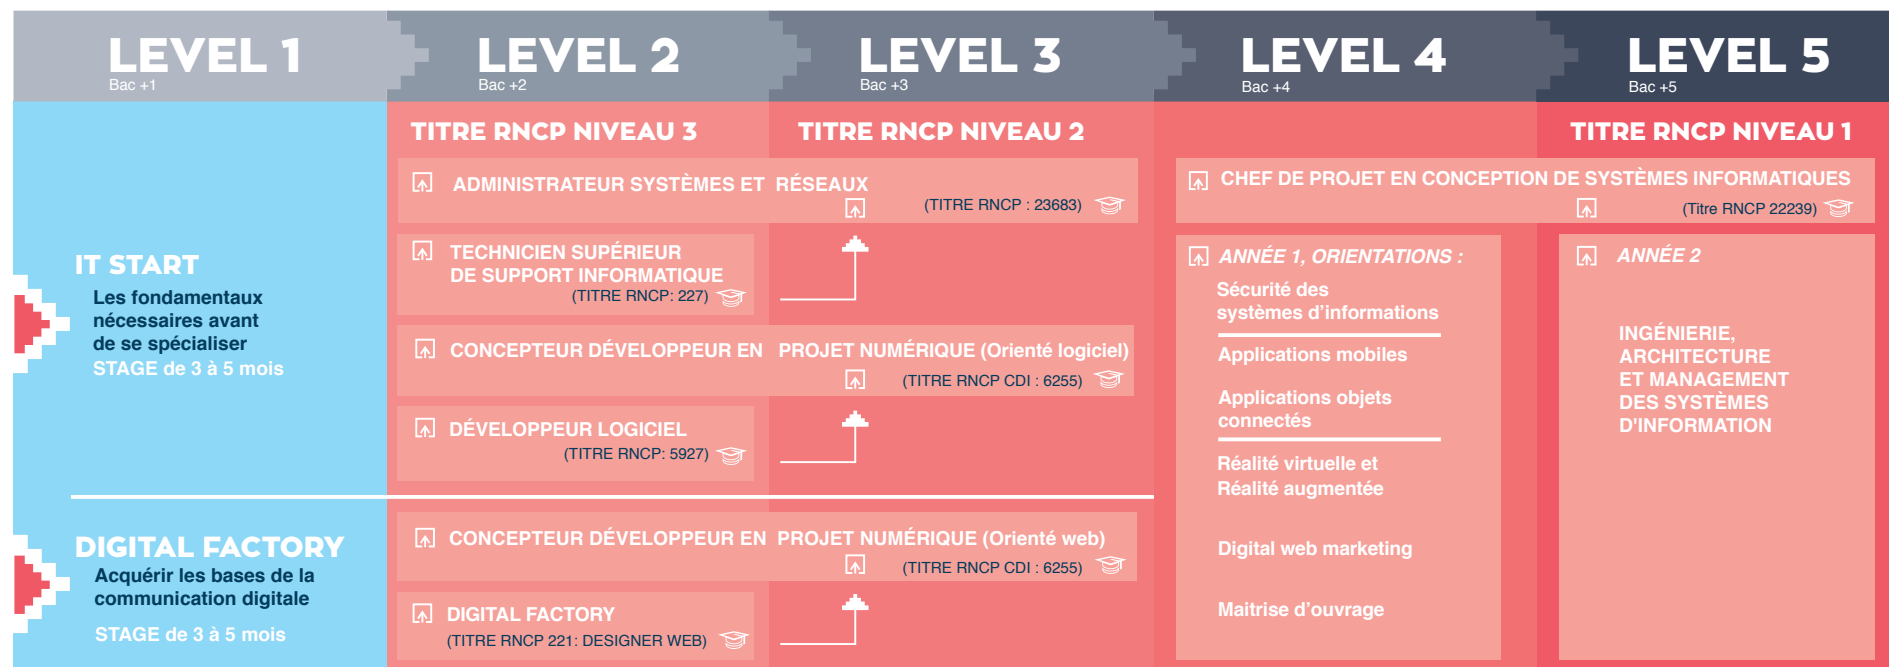 LEVEL 1
Bac +1
LEVEL 2
Bac +2
LEVEL 3
Bac +3
LEVEL 4
Bac +4
LEVEL 5
Bac +5
IT START
Les fondamentaux
nécessaires avant
de se spécialiser
STAGE de 3 à 5 mois
DIGITAL FACTORY
Acquérir les bases de la
communication digitale
STAGE de 3 à 5 mois
TITRE RNCP NIVEAU 3
TITRE RNCP NIVEAU 2
ADMINISTRATEUR SYSTÈMES ET RÉSEAUX
(TITRE RNCP : 23683)
TECHNICIEN SUPÉRIEUR
DE SUPPORT INFORMATIQUE
(TITRE RNCP: 227)
CONCEPTEUR DÉVELOPPEUR EN PROJET NUMÉRIQUE (Orienté logiciel)
(TITRE RNCP CDI : 6255)
DÉVELOPPEUR LOGICIEL
(TITRE RNCP: 5927)
CONCEPTEUR DÉVELOPPEUR EN PROJET NUMÉRIQUE (Orienté web)
(TITRE RNCP CDI : 6255)
DIGITAL FACTORY
(TITRE RNCP 221: DESIGNER WEB)
TITRE RNCP NIVEAU 1
CHEF DE PROJET EN CONCEPTION DE SYSTÈMES INFORMATIQUES
(Titre RNCP 22239)
ANNÉE 1, ORIENTATIONS :
Sécurité des
systèmes d'informations
Applications mobiles
Applications objets
connectés
Réalité virtuelle et
Réalité augmentée
Digital web marketing
Maitrise d'ouvrage
ANNÉE 2
INGÉNIERIE,
ARCHITECTURE
ET MANAGEMENT
DES SYSTÈMES
D'INFORMATION